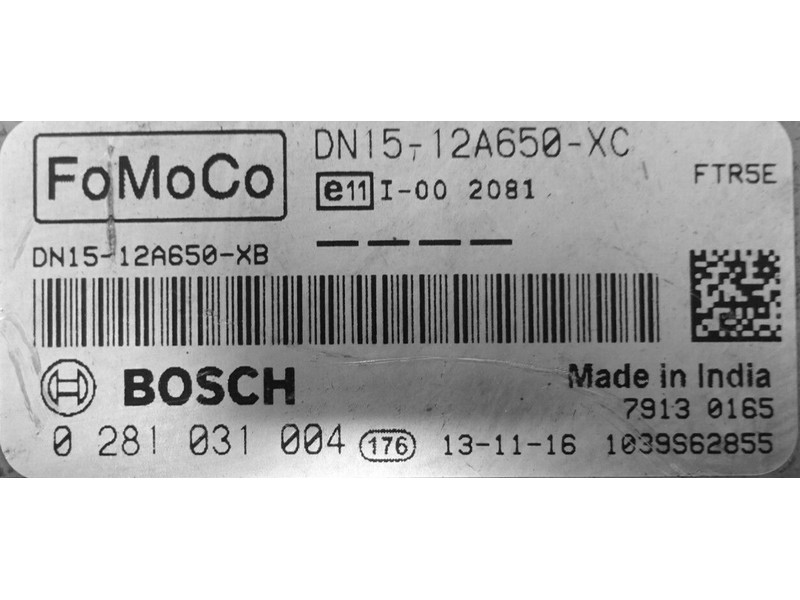 FoMoCo
DN15-12A650-XC
e11 I-00 2081
FTR5E
DN15-12A650-XB
BOSCH
Made in India
7913 0165
0 281 031 004 176 13-11-16 1039S62855